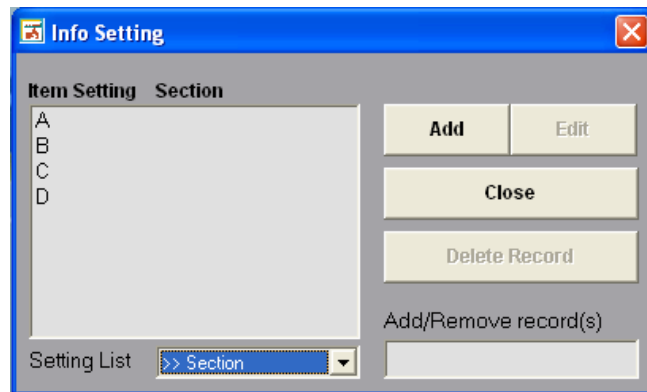 Info Setting
Item Setting Section
A
B
C
D
Add Edit
Close
Delete Record
Add/Remove record(s)
Setting List >> Section